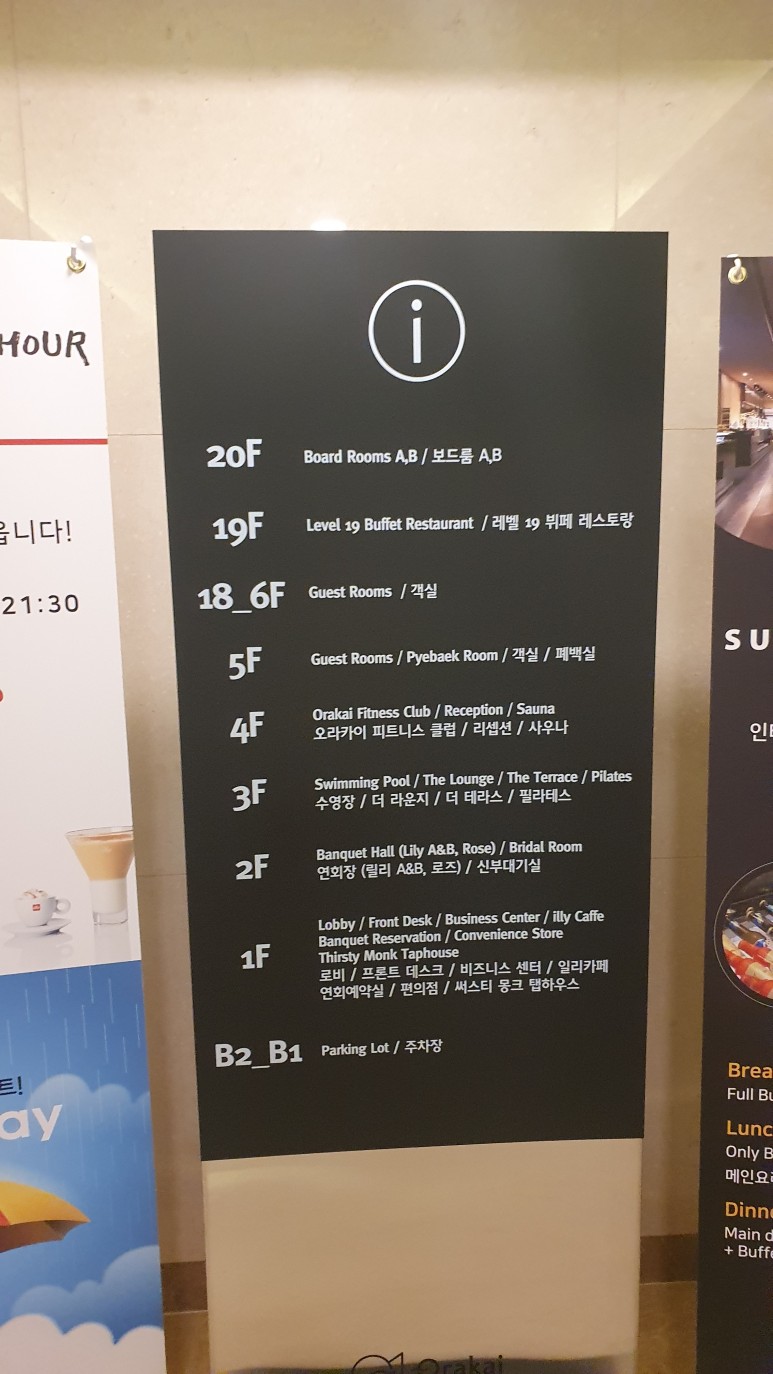 HOUR
웁니다!
21:30
트!
ay
i
20F Board Rooms A,B / 보드룸 A,B
19F Level 19 Buffet Restaurant / 레벨 19 뷔페 레스토랑
18_6F Guest Rooms / 객실
5F Guest Rooms / Pyebaek Room / 객실 / 폐백실
4F Orakai Fitness Club / Reception / Sauna
오라카이 피트니스 클럽 / 리셉션 / 사우나
3F Swimming Pool / The Lounge / The Terrace / Pilates
수영장 / 더 라운지 / 더 테라스 / 필라테스
2F Banquet Hall (Lily A&B, Rose) / Bridal Room
연회장 (릴리 A&B, 로즈) / 신부대기실
1F Lobby / Front Desk / Business Center / illy Caffe
Banquet Reservation / Convenience Store
Thirsty Monk Taphouse
로비 / 프론트 데스크 / 비즈니스 센터 / 일리카페
연회예약실 / 편의점 / 써스티 몽크 탭하우스
B2_B1 Parking Lot / 주차장
Orakai
SU
인
Brea
Full Bu
Lunc
Only B
메인요
Dinne
Main d
+ Buffe